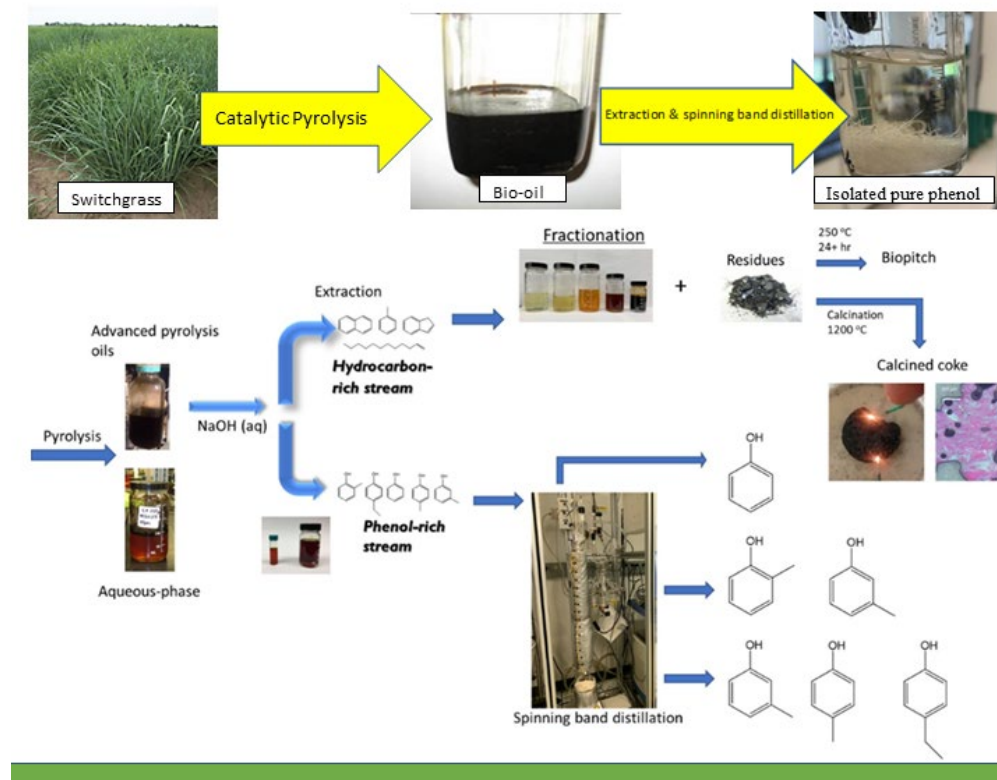 Catalytic Pyrolysis
Extraction & spinning band distillation
Switchgrass
Bio-oil
Isolated pure phenol
Fractionation
Residues
250 °C
24+ hr
Biopitch
Calcination
1200 °C
Calcined coke
Extraction
Hydrocarbon-
rich stream
Advanced pyrolysis
oils
NaOH (aq)
Pyrolysis
Aqueous-phase
Phenol-rich
stream
Spinning band distillation
OH
OH
OH
OH
OH
OH